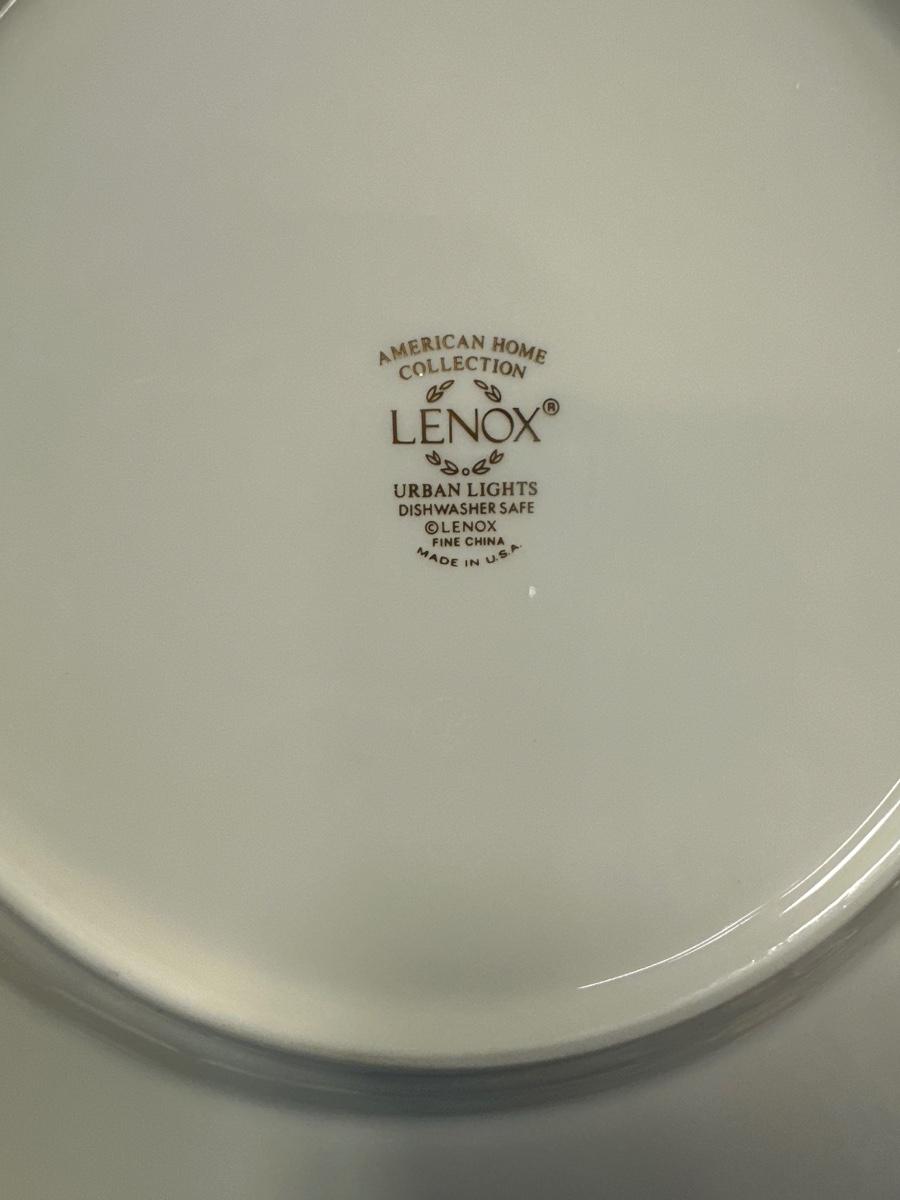 AMERICAN HOME
COLLECTION
LENOX®
URBAN LIGHTS
DISHWASHER SAFE
©LENOX
FINE CHINA
MADE IN U.S.A.